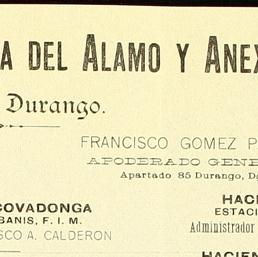 A DEL ALAMO Y ANEX
Durango.
FRANCISCO GOMEZ P
APODERADO GENE
Apartado 85 Durango, D
COVADONGA
HAC
BANIS, F. I. M.
ESTACI
SCO A. CALDERON
Administrador
HACIEN